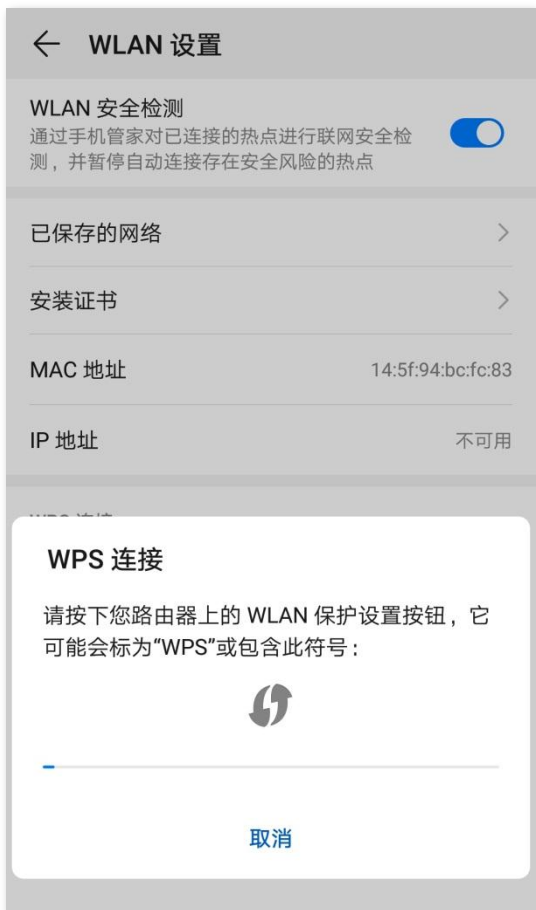 WLAN 设置
WLAN 安全检测
通过手机管家对已连接的热点进行联网安全检
测，并暂停自动连接存在安全风险的热点
已保存的网络
安装证书
MAC 地址 14:5f:94:bc:fc:83
IP 地址 不可用
WPS 连接
WPS 连接
请按下您路由器上的 WLAN 保护设置按钮，它
可能会标为“WPS”或包含此符号：
取消